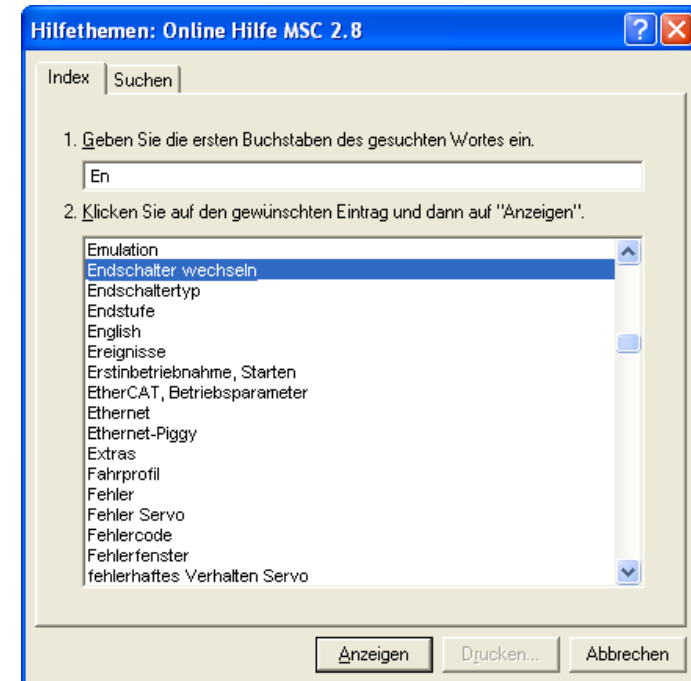 Hilfethemen: Online Hilfe MSC 2.8
Index Suchen
1. Geben Sie die ersten Buchstaben des gesuchten Wortes ein.
En
2. Klicken Sie auf den gewünschten Eintrag und dann auf "Anzeigen".
Emulation
Endschalter wechseln
Endschaltertyp
Endstufe
English
Ereignisse
Erstinbetriebnahme, Starten
EtherCAT, Betriebsparameter
Ethernet
Ethernet-Piggy
Extras
Fahrprofil
Fehler
Fehler Servo
Fehlercode
Fehlerfenster
fehlerhaftes Verhalten Servo
Anzeigen Drucken... Abbrechen